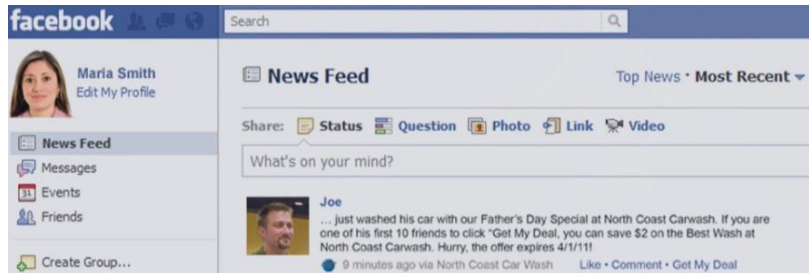 facebook
Search
Maria Smith
Edit My Profile
News Feed
Messages
31 Events
Friends
Create Group...
News Feed
Top News · Most Recent
Share: Status Question Photo Link Video
What's on your mind?
Joe
... just washed his car with our Father's Day Special at North Coast Carwash. If you are
one of his first 10 friends to click "Get My Deal, you can save $2 on the Best Wash at
North Coast Carwash. Hurry, the offer expires 4/1/11!
9 minutes ago via North Coast Car Wash Like • Comment • Get My Deal